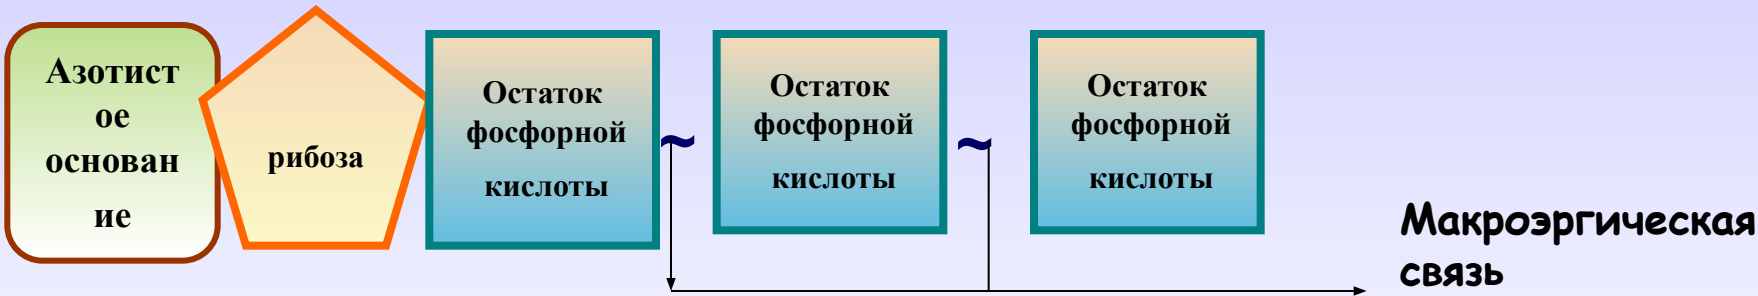 Азотист
ое
основан
ие
рибоза
Остаток
фосфорной
кислоты
~
Остаток
фосфорной
кислоты
~
Остаток
фосфорной
кислоты
Макроэргическая
связь